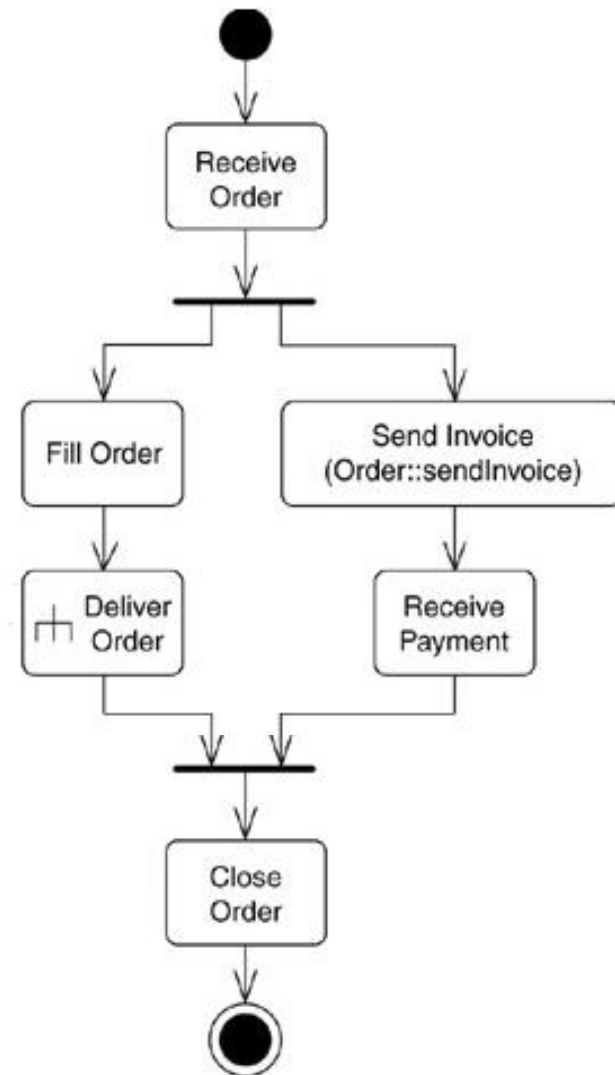 Receive
Order
Fill Order
Send Invoice
(Order::sendInvoice)
Deliver
Order
Receive
Payment
Close
Order